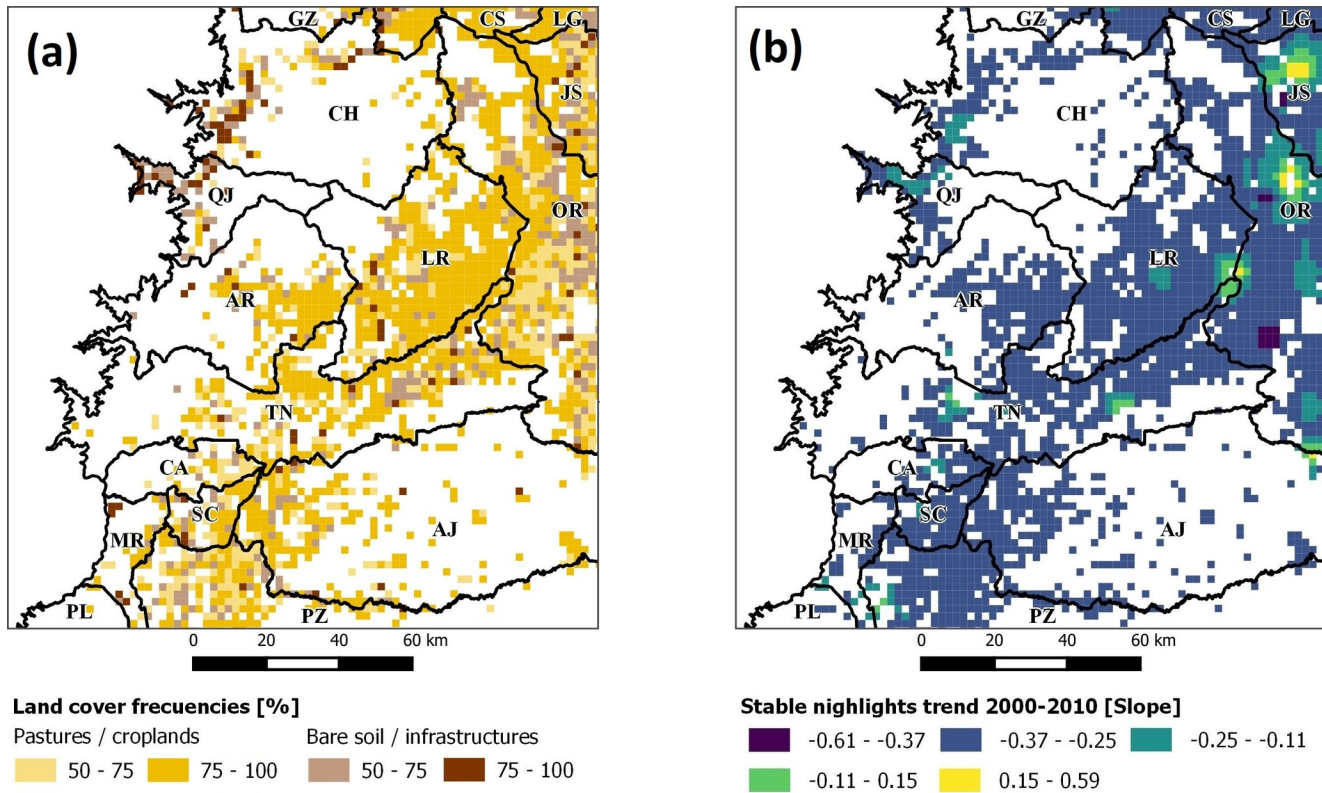 (a)
GZ
CS
LG
JS
CH
QJ
OR
LR
AR
TN
CA
SC
MR
AJ
PL
PZ
0 20 40 60 km
Land cover frecuencies [%]
Pastures / croplands Bare soil / infrastructures
50 - 75 75 - 100 50 - 75 75 - 100
(b)
GZ
CS
LG
JS
CH
QJ
OR
LR
AR
TN
CA
SC
MR
AJ
PL
PZ
0 20 40 60 km
Stable nighlights trend 2000-2010 [Slope]
-0.61 - -0.37 -0.37 - -0.25 -0.25 - -0.11
-0.11 - 0.15 0.15 - 0.59